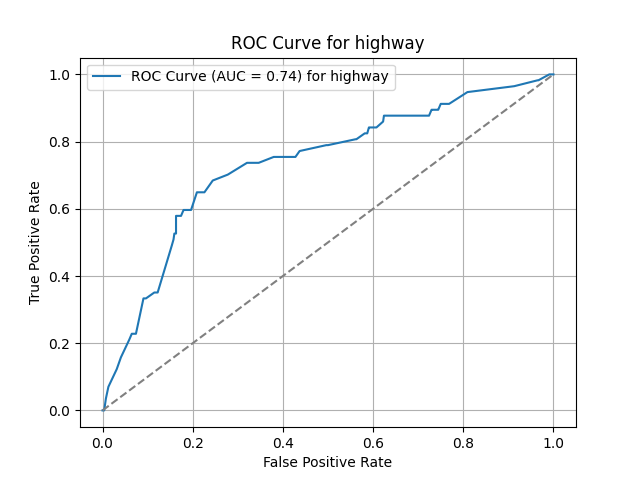 ROC Curve for highway
ROC Curve (AUC = 0.74) for highway
True Positive Rate
1.0
0.8
0.6
0.4
0.2
0.0
0.0 0.2 0.4 0.6 0.8 1.0
False Positive Rate